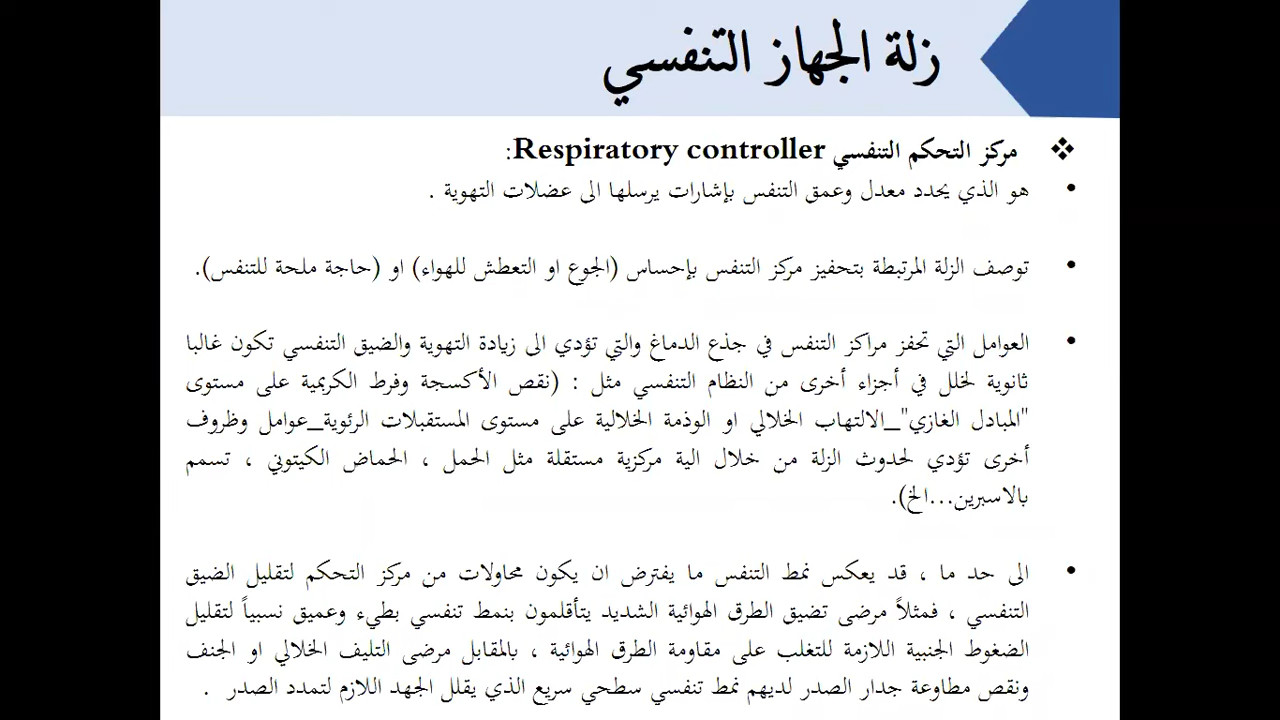 زلة الجهاز التنفسي
❖ مركز التحكم التنفسي Respiratory controller:
• هو الذي يحدد معدل وعمق التنفس بإشارات يرسلها الى عضلات التهوية .
• توصف الزلة المرتبطة بتحفيز مركز التنفس بإحساس (الجوع او التعطش للهواء) او (حاجة ملحة للتنفس).
• العوامل التي تحفز مراكز التنفس في جذع الدماغ والتي تؤدي الى زيادة التهوية والضيق التنفسي تكون غالبا
ثانوية لخلل في أجزاء أخرى من النظام التنفسي مثل : (نقص الأكسجة وفرط الكريمية على مستوى
"المبادل الغازي"_الالتهاب الخلالي او الوذمة الخلالية على مستوى المستقبلات الرئوية_عوامل وظروف
أخرى تؤدي لحدوث الزلة من خلال الية مركزية مستقلة مثل الحمل ، الحماض الكيتوني ، تسمم
بالاسبرين...الخ).
• الى حد ما ، قد يعكس نمط التنفس ما يفترض ان يكون محاولات من مركز التحكم لتقليل الضيق
التنفسي ، فمثلاً مرضى تضيق الطرق الهوائية الشديد يتأقلمون بنمط تنفسي بطيء وعميق نسبياً لتقليل
الضغوط الجنبية اللازمة للتغلب على مقاومة الطرق الهوائية ، بالمقابل مرضى التليف الخلالي او الجنف
ونقص مطاوعة جدار الصدر لديهم نمط تنفسي سطحي سريع الذي يقلل الجهد اللازم لتمدد الصدر .